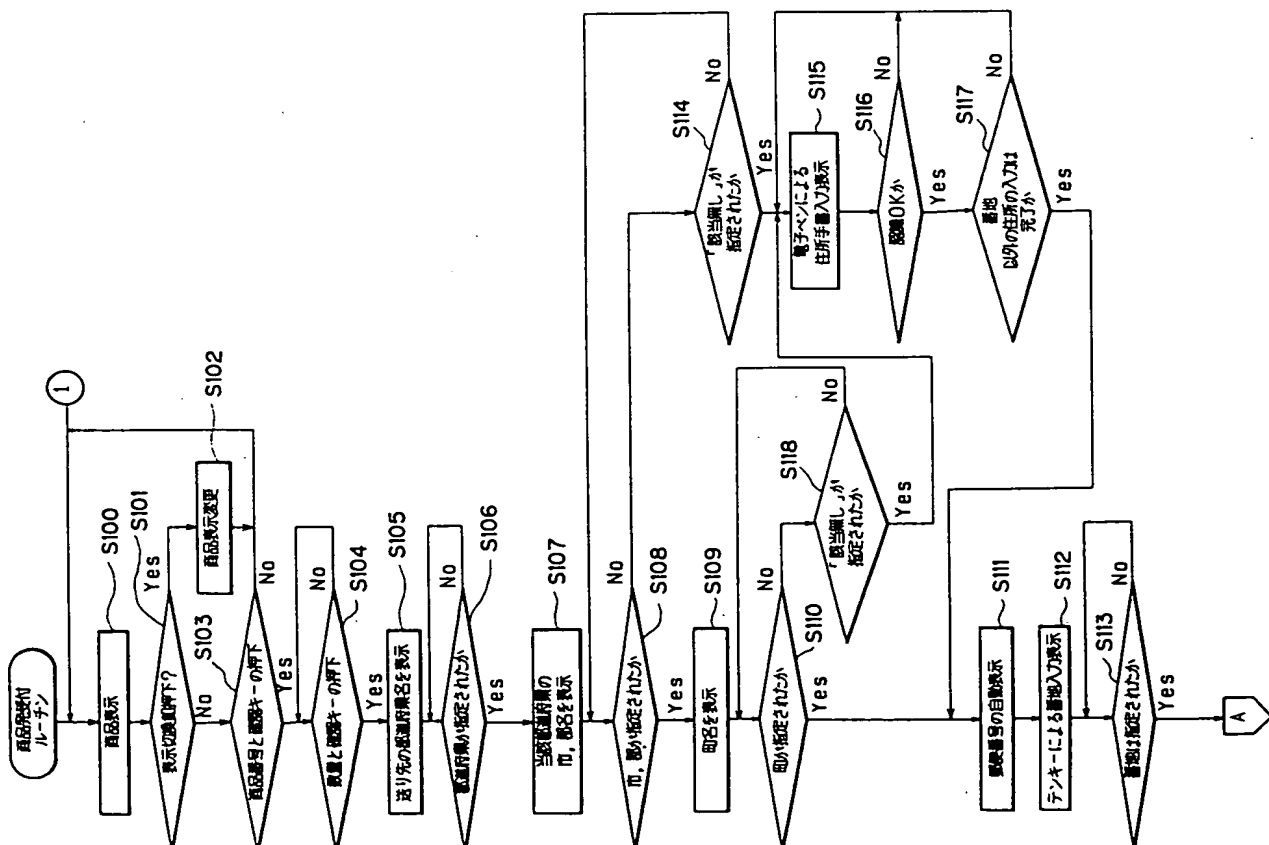 商品発受付
ルーチン
1
商品表示
S100
表示切換釦押下?
S101
Yes
No
商品表示変更
S102
商品番号と確認キーの押下
S103
No
Yes
数量と確認キーの押下
S104
No
Yes
送り先の都道府県名を表示
S105
都道府県が指定されたか
S106
No
Yes
当該都道府県の
市,郡名を表示
S107
市,郡が指定されたか
S108
No
Yes
町名を表示
S109
町が指定されたか
S110
No
Yes
「該当無し」が
指定されたか
S118
No
Yes
「該当無し」が
指定されたか
S114
No
Yes
電子ペンによる
住所手書入力表示
S115
認識OKか
S116
No
Yes
番地
以外の住所の入力は
完了か
S117
No
Yes
郵便番号の自動表示
S111
テンキーによる番地入力表示
S112
番地は指定されたか
S113
No
Yes
A